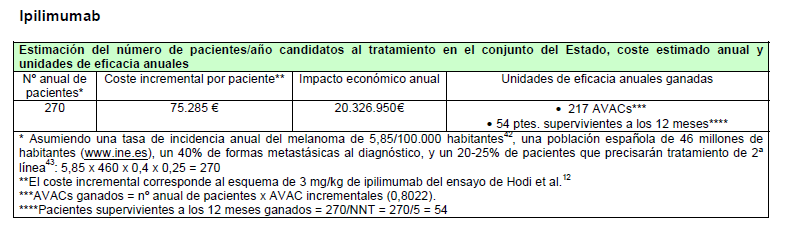 Ipilimumab
Estimación del número de pacientes/año candidatos al tratamiento en el conjunto del Estado, coste estimado anual y
unidades de eficacia anuales
Nº anual de pacientes* Coste incremental por paciente** Impacto económico anual Unidades de eficacia anuales ganadas
270 75.285 € 20.326.950€ • 217 AVACs***
• 54 ptes. supervivientes a los 12 meses****
* Asumiendo una tasa de incidencia anual del melanoma de 5,85/100.000 habitantes42, una población española de 46 millones de
habitantes (www.ine.es), un 40% de formas metastásicas al diagnóstico, y un 20-25% de pacientes que precisarán tratamiento de 2ª
línea43: 5,85 x 460 x 0,4 x 0,25 = 270
**El coste incremental corresponde al esquema de 3 mg/kg de ipilimumab del ensayo de Hodi et al.12
***AVACs ganados = nº anual de pacientes x AVAC incrementales (0,8022).
****Pacientes supervivientes a los 12 meses ganados = 270/NNT = 270/5 = 54